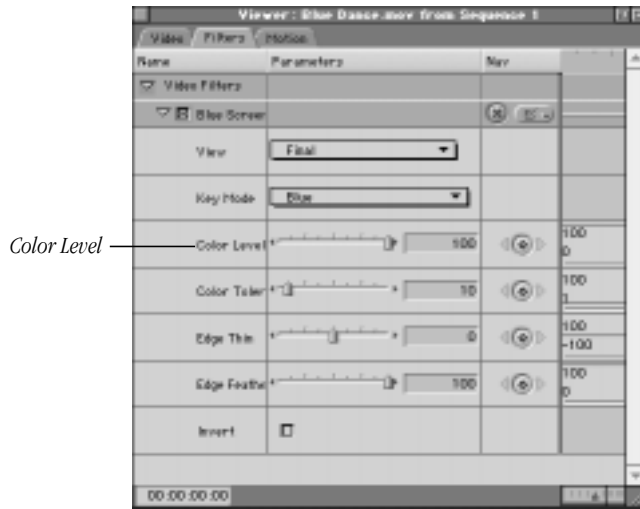 Viewer: Blue Dance.mov from Sequence 1
Video Filters Motion
Name Parameters Nav
Video Filters
Blue Screen
View Final
Key Mode Blue
Color Level
Color Level 100 100
0
Color Toler 10 100
1
Edge Thin 0 100
-100
Edge Feathe 100 100
0
Invert
00:00:00:00